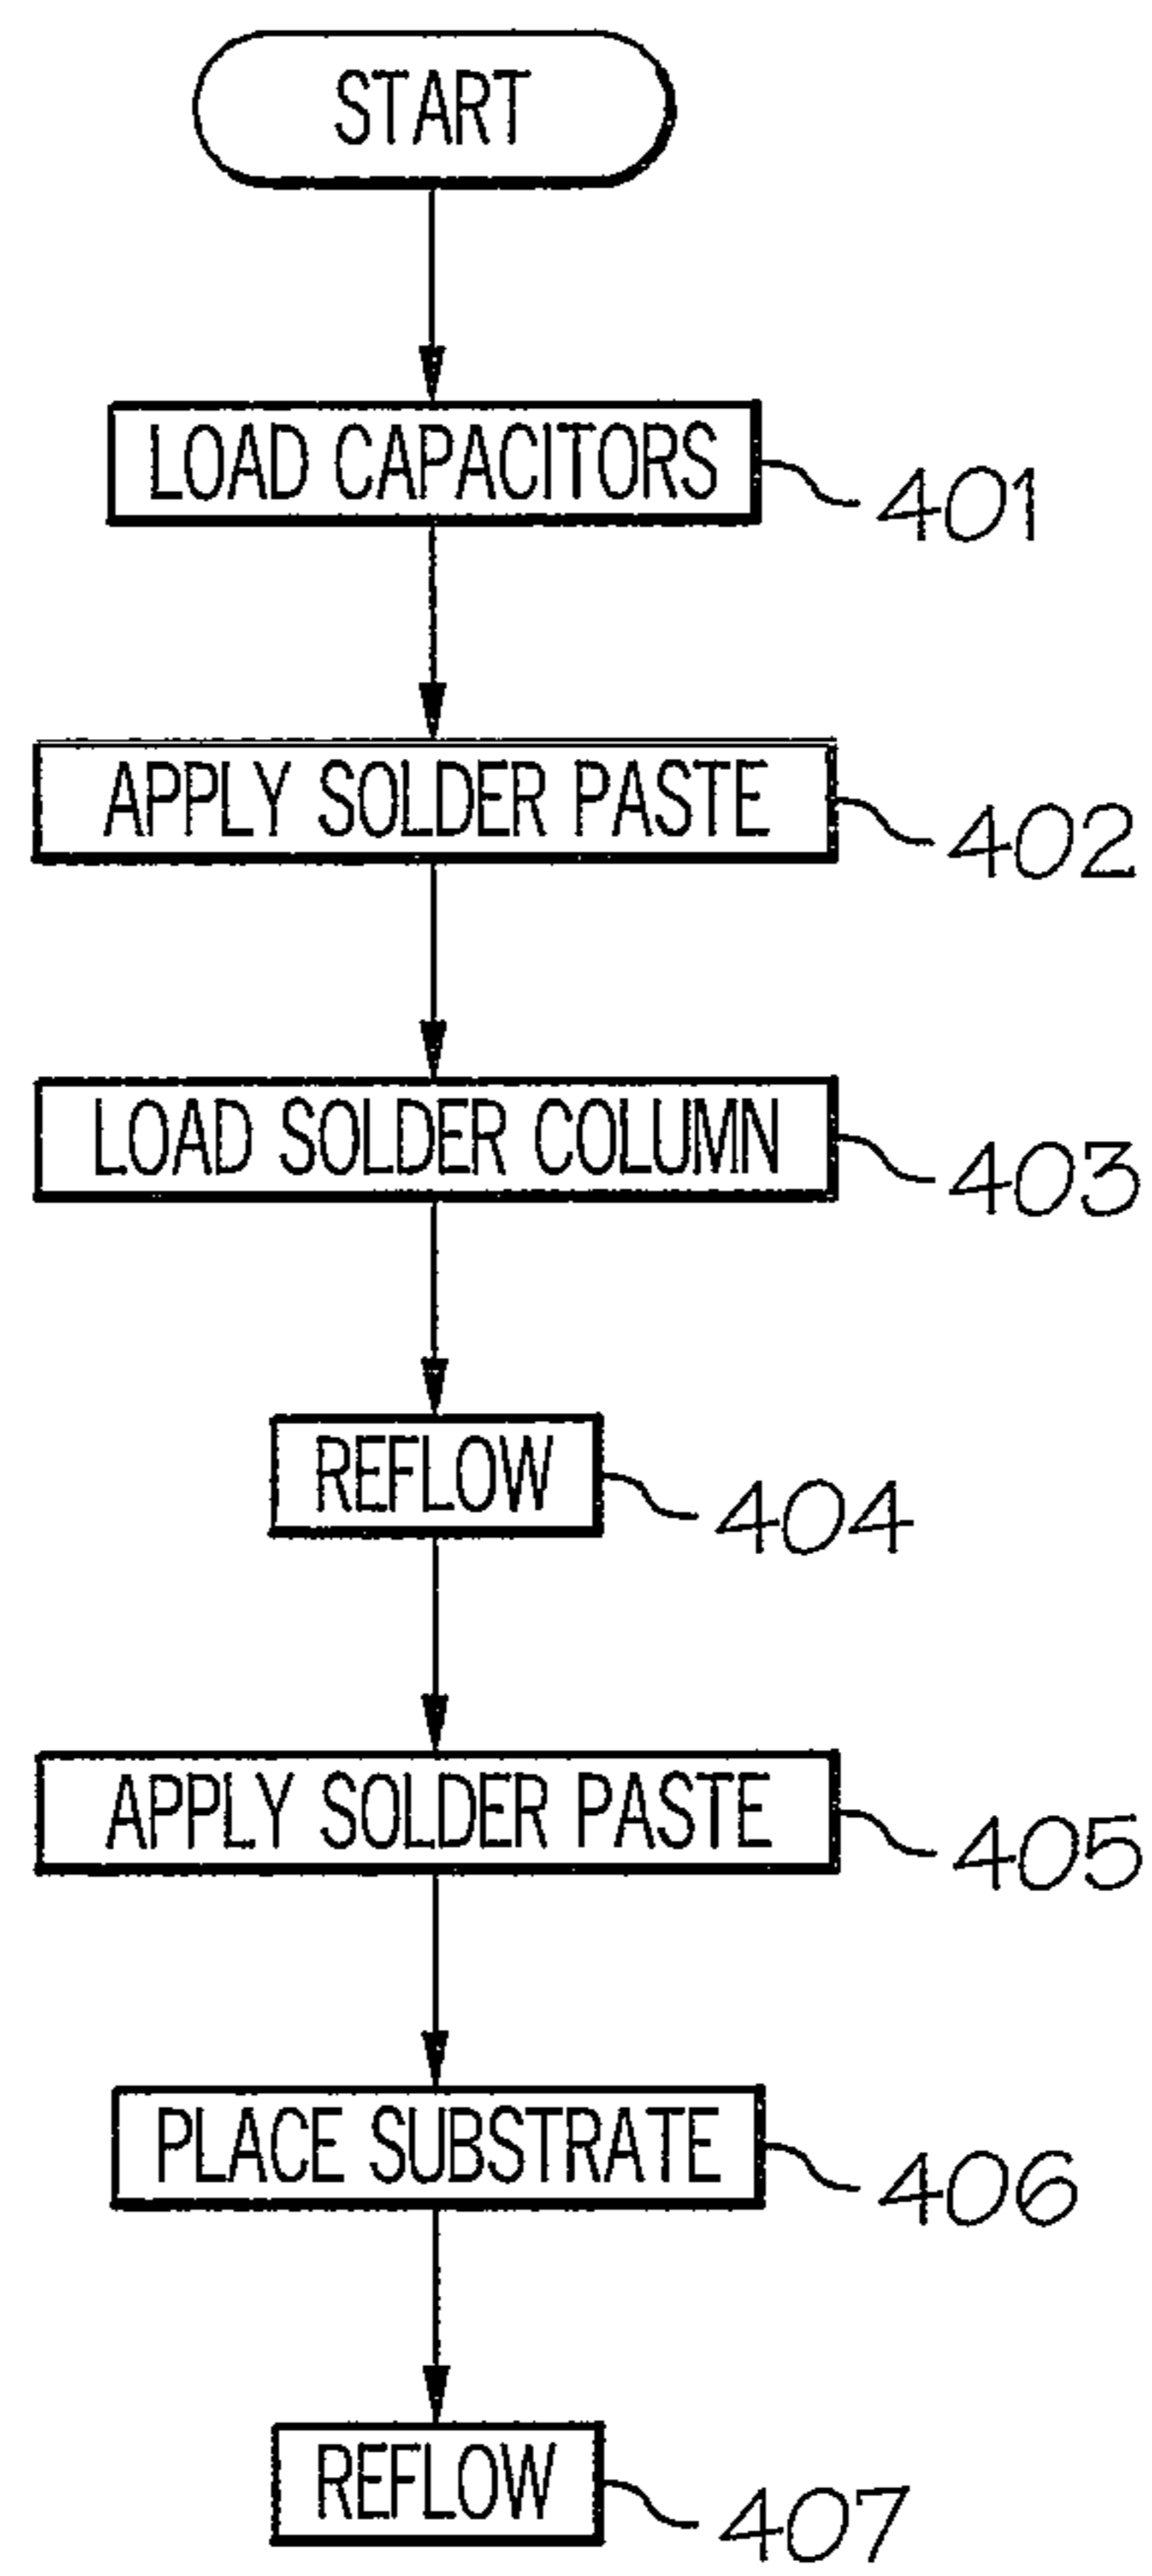 START
LOAD CAPACITORS
401
APPLY SOLDER PASTE
402
LOAD SOLDER COLUMN
403
REFLOW
404
APPLY SOLDER PASTE
405
PLACE SUBSTRATE
406
REFLOW
407